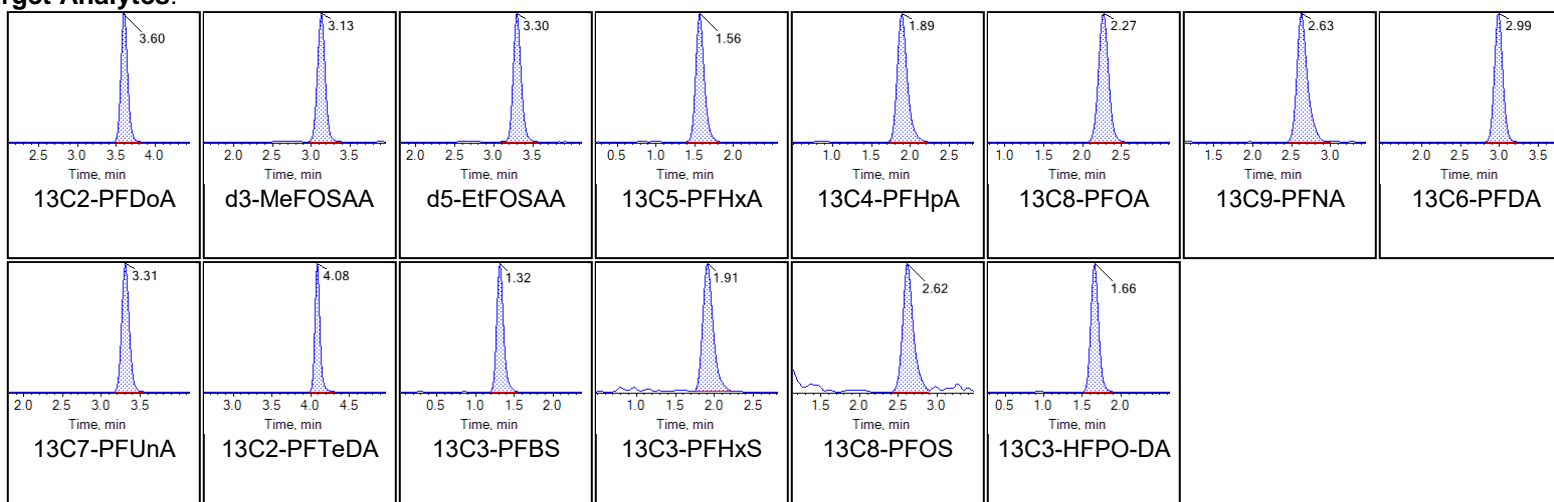 arget Analytes:
3.60 3.13 3.30 1.56 1.89 2.27 2.63 2.99
2.5 3.0 3.5 4.0 2.0 2.5 3.0 3.5 2.0 2.5 3.0 3.5 0.5 1.0 1.5 2.0 1.0 1.5 2.0 2.5 1.0 1.5 2.0 2.5 1.5 2.0 2.5 3.0 2.0 2.5 3.0 3.5
Time, min Time, min Time, min Time, min Time, min Time, min Time, min Time, min
13C2-PFDoA d3-MeFOSAA d5-EtFOSAA 13C5-PFHxA 13C4-PFHpA 13C8-PFOA 13C9-PFNA 13C6-PFDA
3.31 4.08 1.32 1.91 2.62 1.66
2.0 2.5 3.0 3.5 3.0 3.5 4.0 4.5 0.5 1.0 1.5 2.0 1.0 1.5 2.0 2.5 1.5 2.0 2.5 3.0 0.5 1.0 1.5 2.0
Time, min Time, min Time, min Time, min Time, min Time, min
13C7-PFUnA 13C2-PFTeDA 13C3-PFBS 13C3-PFHxS 13C8-PFOS 13C3-HFPO-DA